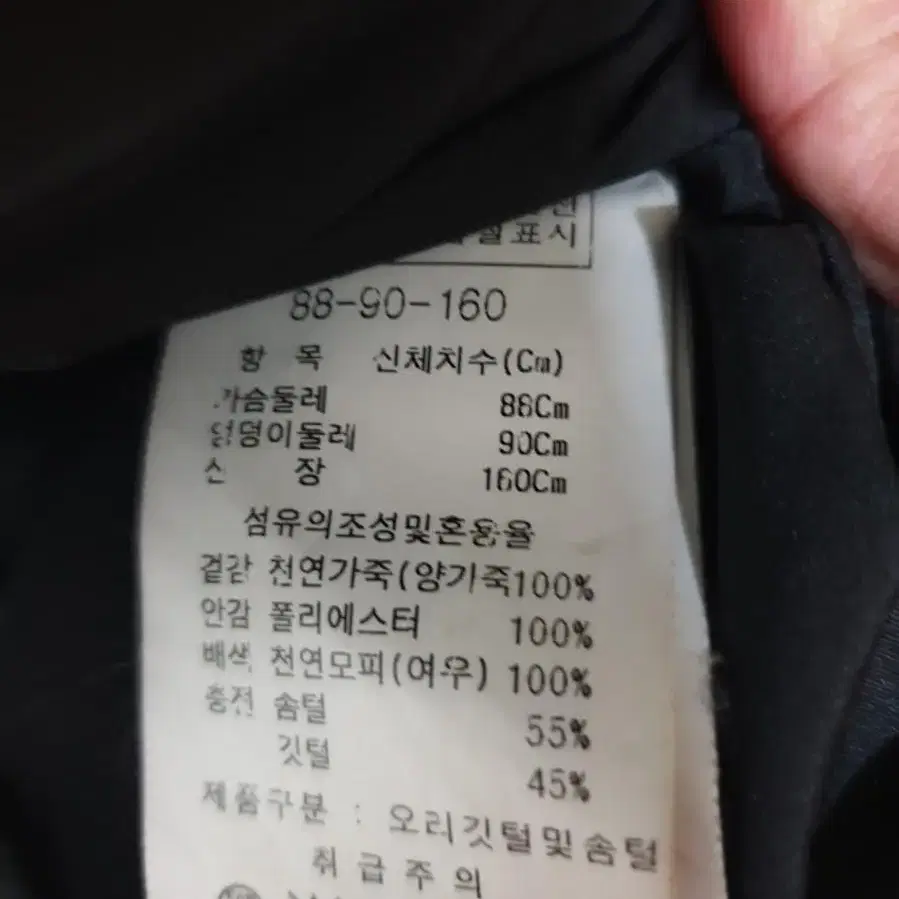 질표시
88-90-160
항 목 신체치수(Cm)
가슴둘레 88Cm
엉덩이둘레 90Cm
신 장 160Cm
섬유의조성및혼용율
겉감 천연가죽(양가죽100%
안감 폴리에스터 100%
배색 천연모피(여우) 100%
충전 솜털 55%
깃털 45%
제품구분 : 오리깃털및솜털
취급주의